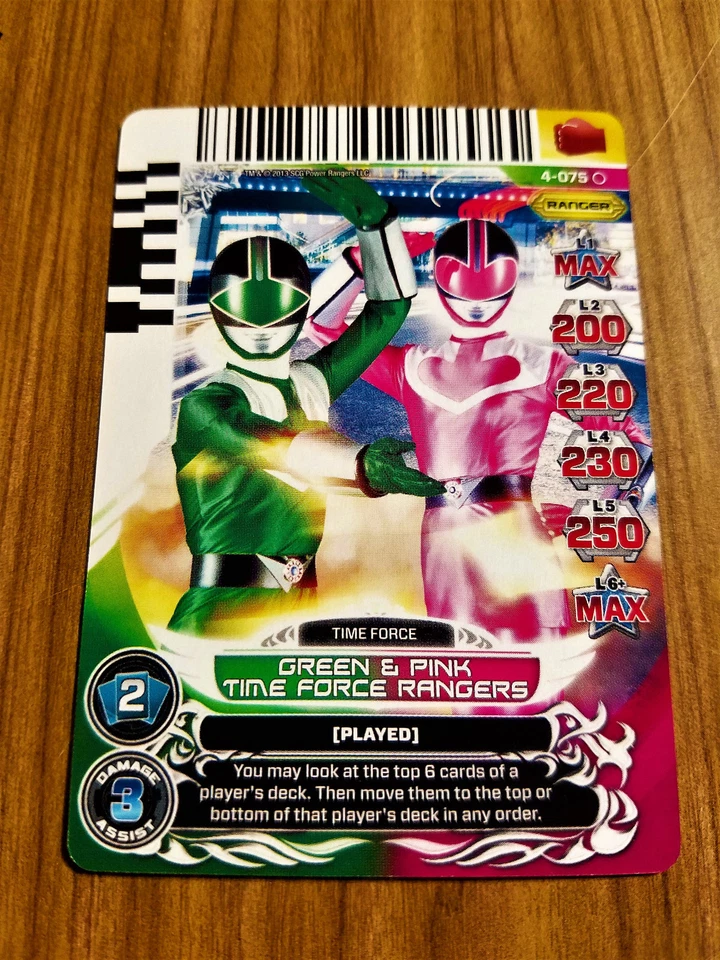 TM & © 2013 SCG Power Rangers LLC
4-075
RANGER
L1
MAX
L2
200
L3
220
L4
230
L5
250
L6+
MAX
TIME FORCE
GREEN & PINK
TIME FORCE RANGERS
2
[PLAYED]
DAMAGE
3
ASSIST
You may look at the top 6 cards of a
player's deck. Then move them to the top or
bottom of that player's deck in any order.